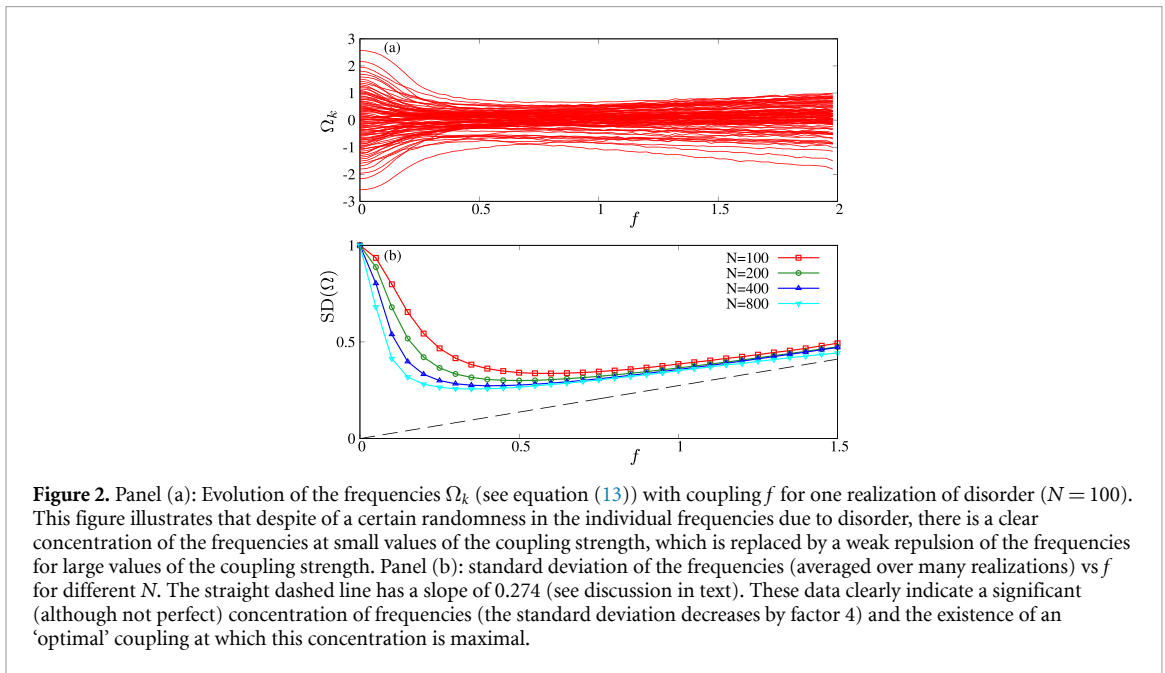 3
(a)
2
1
Ω_k
0
-1
-2
-3
0 0.5 1 1.5 2
f
1
(b)
N=100
N=200
N=400
N=800
SD(Ω)
0.5
0
0 0.5 1 1.5
f
Figure 2. Panel (a): Evolution of the frequencies Ω_k (see equation (13)) with coupling f for one realization of disorder (N = 100).
This figure illustrates that despite of a certain randomness in the individual frequencies due to disorder, there is a clear
concentration of the frequencies at small values of the coupling strength, which is replaced by a weak repulsion of the frequencies
for large values of the coupling strength. Panel (b): standard deviation of the frequencies (averaged over many realizations) vs f
for different N. The straight dashed line has a slope of 0.274 (see discussion in text). These data clearly indicate a significant
(although not perfect) concentration of frequencies (the standard deviation decreases by factor 4) and the existence of an
‘optimal’ coupling at which this concentration is maximal.